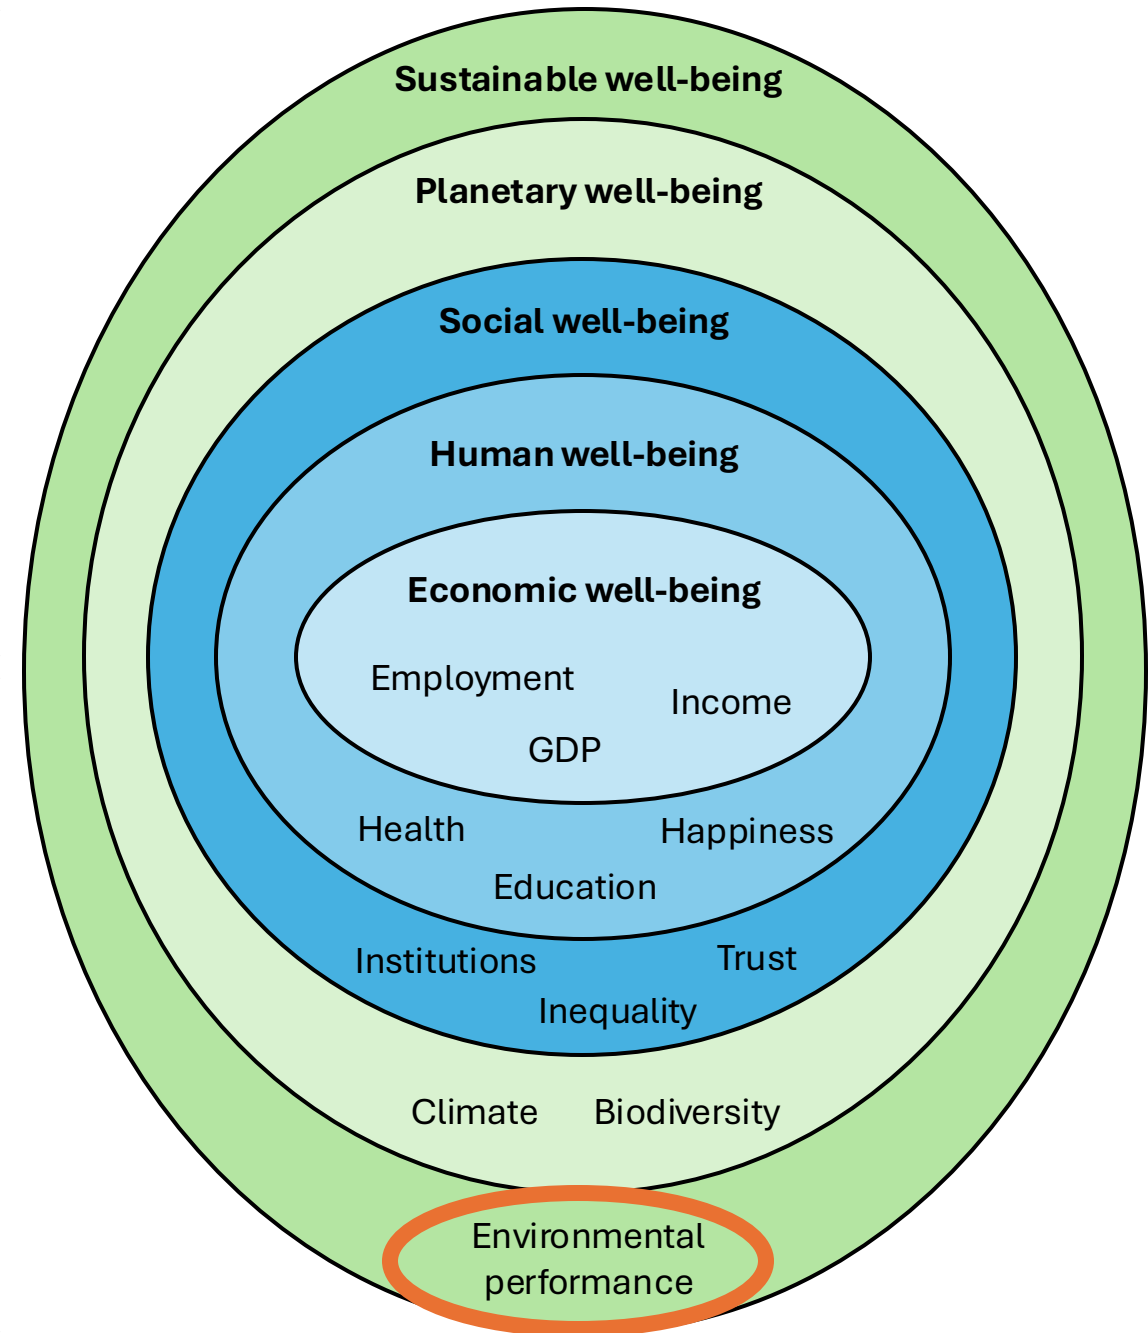 Sustainable well-being
Planetary well-being
Social well-being
Human well-being
Economic well-being
Employment
Income
GDP
Health
Happiness
Education
Institutions
Trust
Inequality
Climate
Biodiversity
Environmental
performance